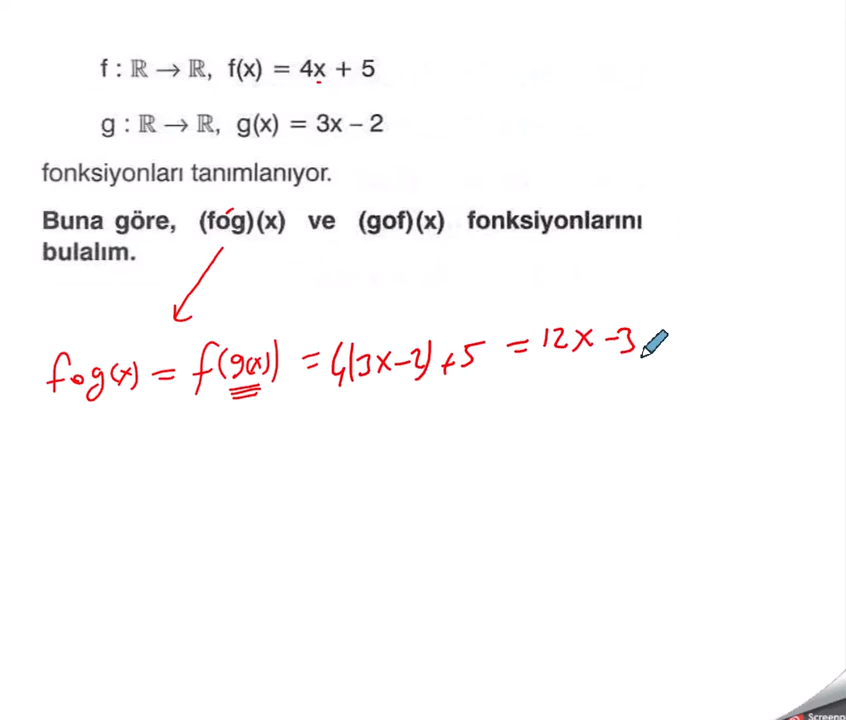 f : ℝ → ℝ, f(x) = 4x + 5
g : ℝ → ℝ, g(x) = 3x – 2
fonksiyonları tanımlanıyor.
Buna göre, (fog)(x) ve (gof)(x) fonksiyonlarını
bulalım.
fog(x) = f(g(x)) = 4(3x-2)+5 = 12x-3